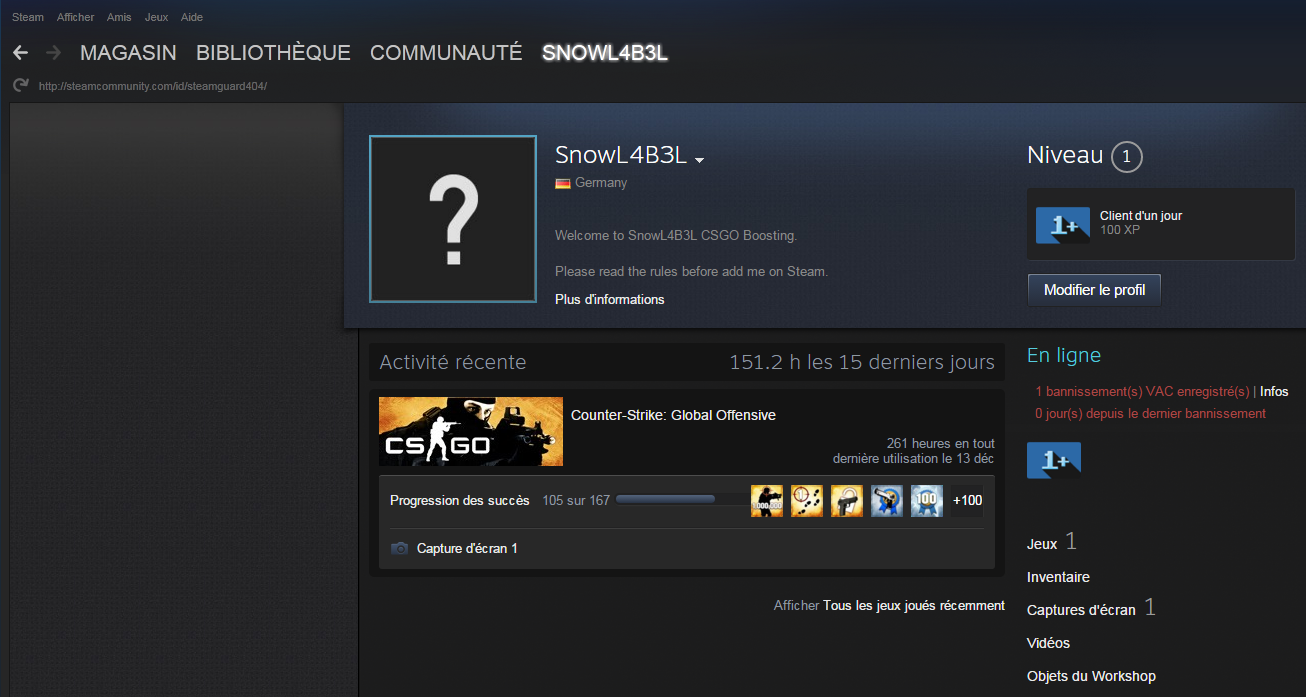 Steam Afficher Amis Jeux Aide
MAGASIN BIBLIOTHÈQUE COMMUNAUTÉ SNOWL4B3L
http://steamcommunity.com/id/steamguard404/
?
SnowL4B3L
Germany
Welcome to SnowL4B3L CSGO Boosting.
Please read the rules before add me on Steam.
Plus d'informations
Niveau 1
1+
Client d'un jour
100 XP
Modifier le profil
Activité récente 151.2 h les 15 derniers jours
CS GO
Counter-Strike: Global Offensive
261 heures en tout
dernière utilisation le 13 déc
Progression des succès 105 sur 167 100 +100
Capture d'écran 1
Afficher Tous les jeux joués récemment
En ligne
1 bannissement(s) VAC enregistré(s) | Infos
0 jour(s) depuis le dernier bannissement
1+
Jeux 1
Inventaire
Captures d'écran 1
Vidéos
Objets du Workshop